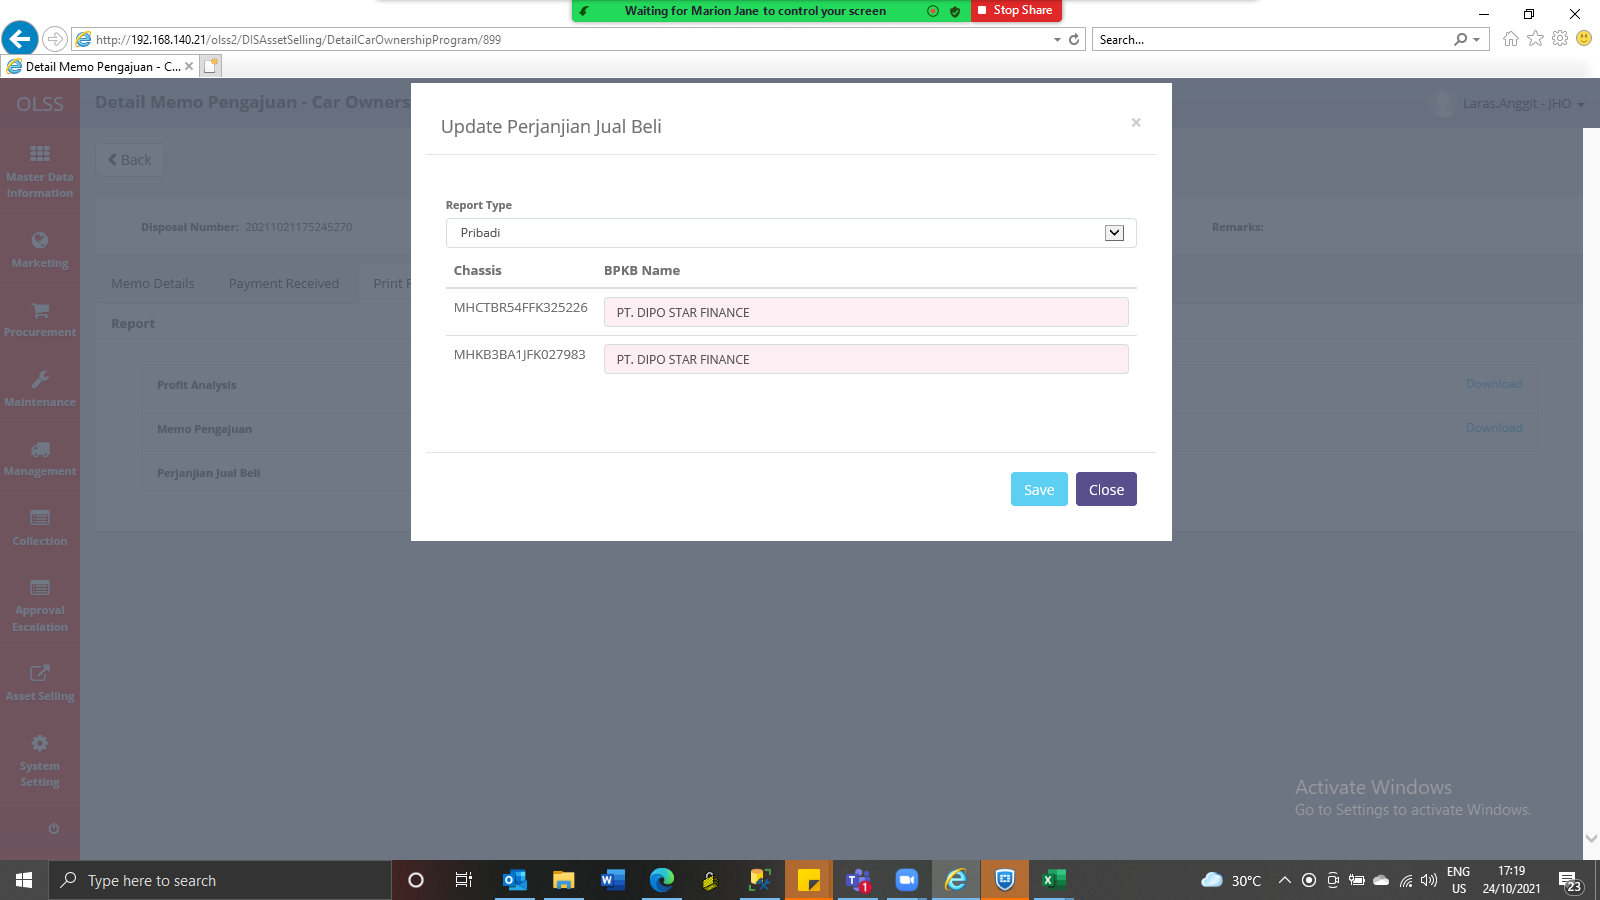 Waiting for Marion Jane to control your screen
Stop Share
http://192.168.140.21/olss2/DISAssetSelling/DetailCarOwnershipProgram/899
Search...
Detail Memo Pengajuan - C...
OLSS
Detail Memo Pengajuan - Car Owners
Laras.Anggit - JHO
Update Perjanjian Jual Beli
×
Back
Master Data
Information
Marketing
Procurement
Maintenance
Management
Collection
Approval
Escalation
Asset Selling
System
Setting
Disposal Number: 20211021175245270
Remarks:
Memo Details
Payment Received
Print
Report
Profit Analysis
Download
Memo Pengajuan
Download
Perjanjian Jual Beli
Report Type
Pribadi
Chassis BPKB Name
MHCTBR54FFK325226 PT. DIPO STAR FINANCE
MHKB3BA1JFK027983 PT. DIPO STAR FINANCE
Save Close
Activate Windows
Go to Settings to activate Windows.
Type here to search
1
30°C
ENG
US
17:19
24/10/2021
23